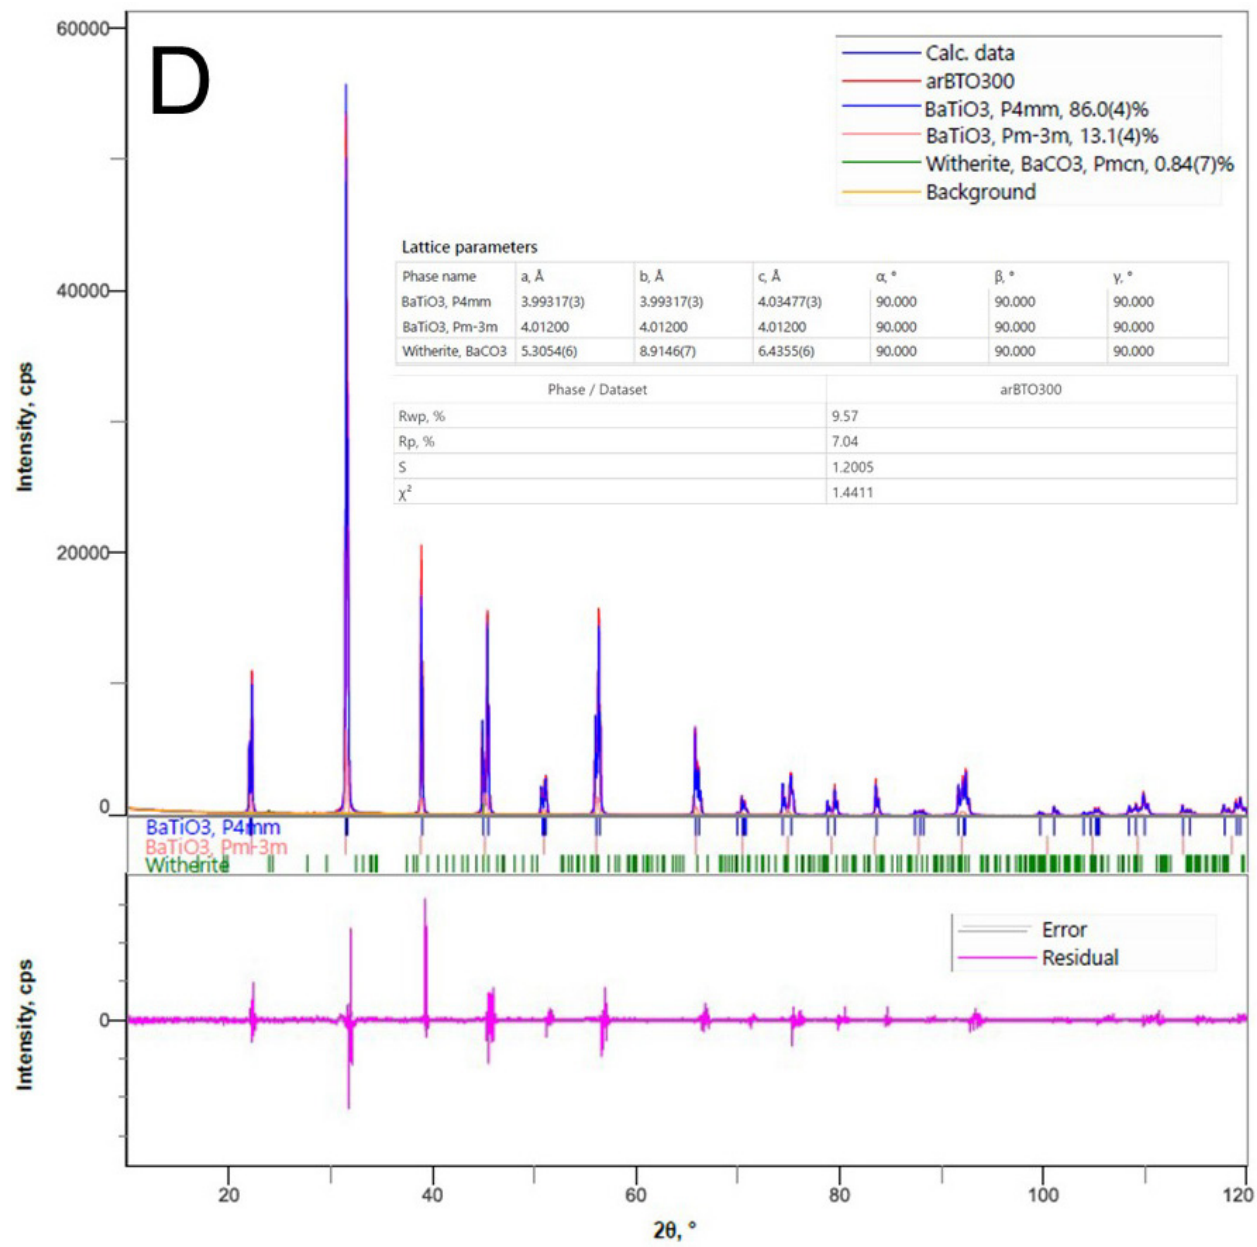 D
60000
40000
20000
0
Intensity, cps
Calc. data
arBTO300
BaTiO3, P4mm, 86.0(4)%
BaTiO3, Pm-3m, 13.1(4)%
Witherite, BaCO3, Pmcn, 0.84(7)%
Background
Lattice parameters
Phase name a, Å b, Å c, Å α, ° β, ° γ, °
BaTiO3, P4mm 3.99317(3) 3.99317(3) 4.03477(3) 90.000 90.000 90.000
BaTiO3, Pm-3m 4.01200 4.01200 4.01200 90.000 90.000 90.000
Witherite, BaCO3 5.3054(6) 8.9146(7) 6.4355(6) 90.000 90.000 90.000
Phase / Dataset arBTO300
Rwp, % 9.57
Rp, % 7.04
S 1.2005
χ² 1.4411
BaTiO3, P4mm
BaTiO3, Pm-3m
Witherite
Error
Residual
0
Intensity, cps
20 40 60 80 100 120
2θ, °